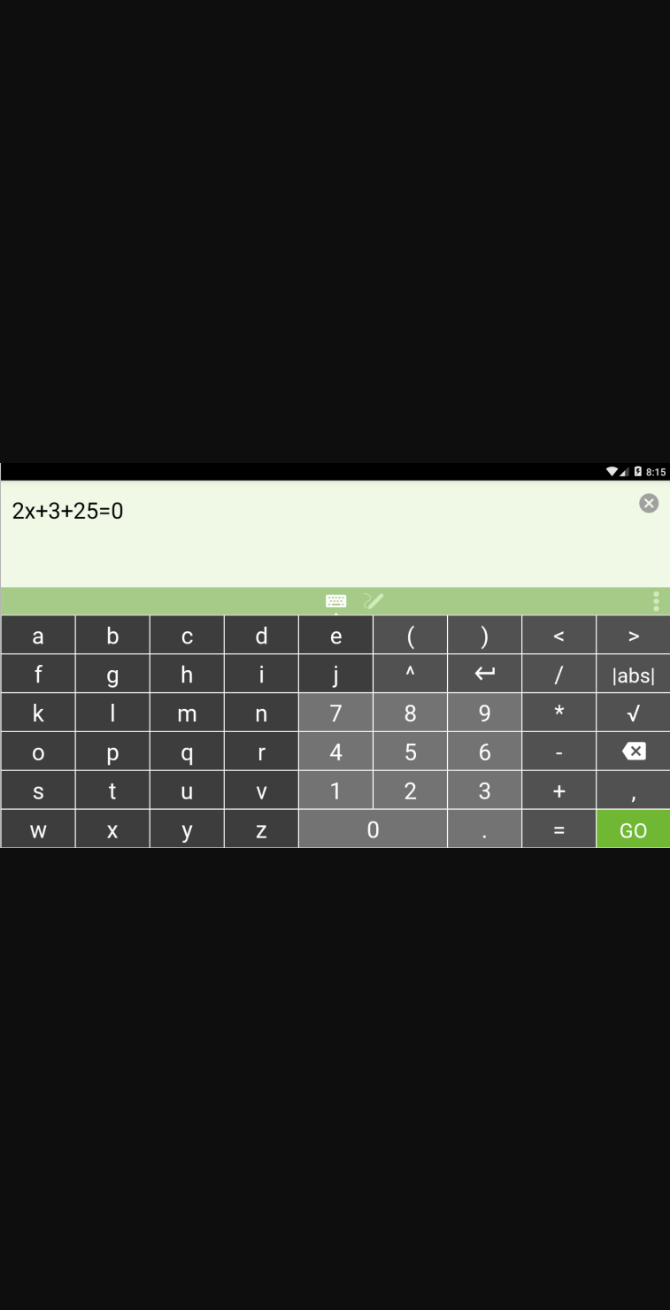 8:15
2x+3+25=0
a b c d e ( ) < >
f g h i j ^ ↵ / |abs|
k l m n 7 8 9 * √
o p q r 4 5 6 -
s t u v 1 2 3 + ,
w x y z 0 . = GO